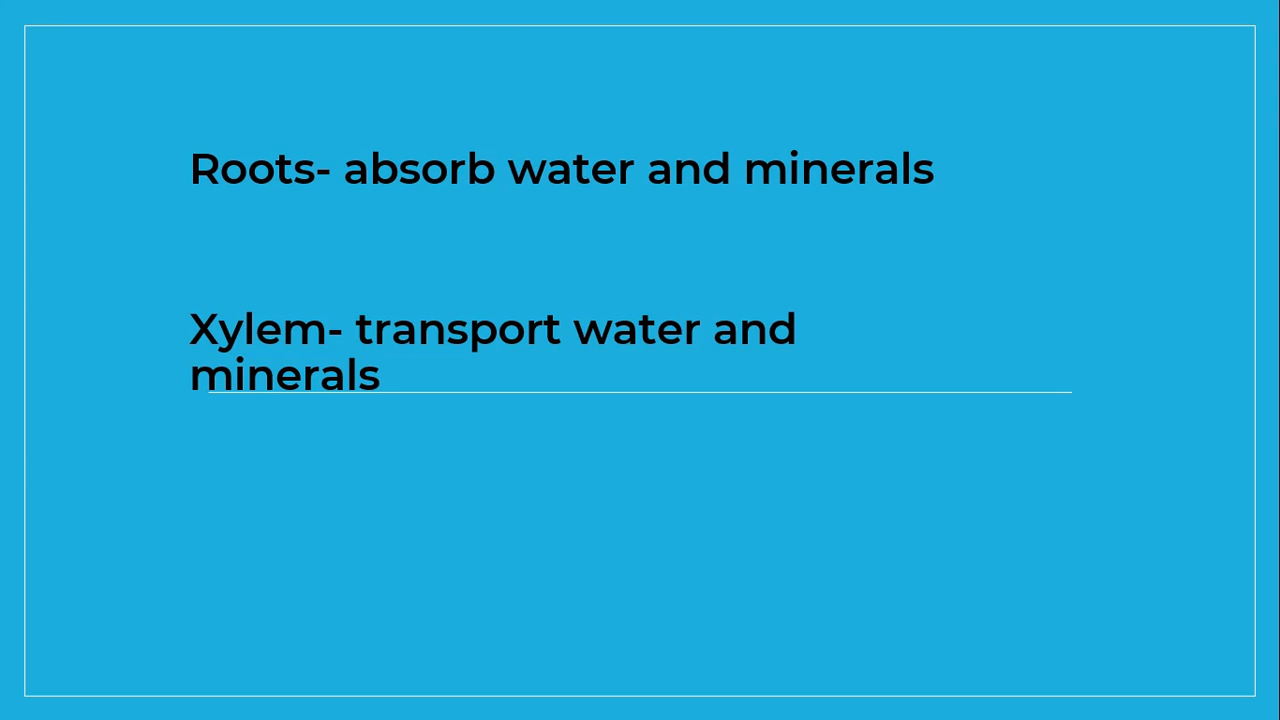 Roots- absorb water and minerals
Xylem- transport water and
minerals